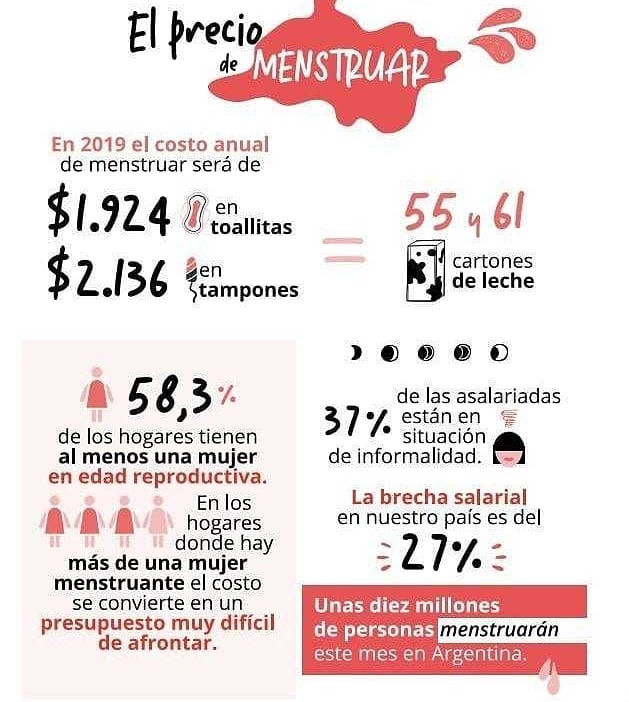 El precio
de MENSTRUAR
En 2019 el costo anual
de menstruar será de
$1.924 en
toallitas
$2.136 en
tampones
=
55 y 61
cartones
de leche
58,3%
de los hogares tienen
al menos una mujer
en edad reproductiva.
En los
hogares
donde hay
más de una mujer
menstruante el costo
se convierte en un
presupuesto muy difícil
de afrontar.
de las asalariadas
37% están en
situación
de informalidad.
La brecha salarial
en nuestro país es del
27%
Unas diez millones
de personas menstruarán
este mes en Argentina.